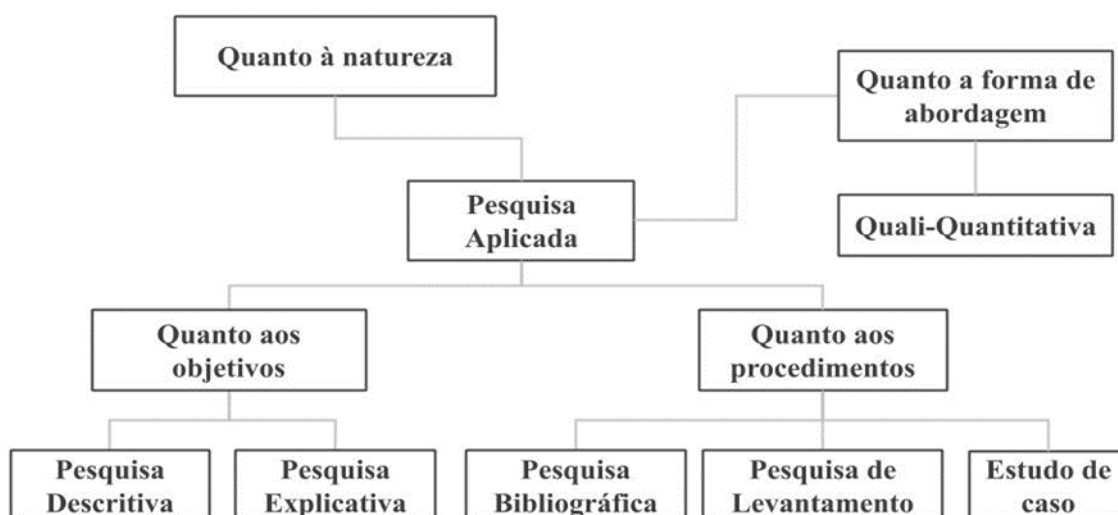 Quanto à natureza
Quanto a forma de
abordagem
Pesquisa
Aplicada
Quali-Quantitativa
Quanto aos
objetivos
Quanto aos
procedimentos
Pesquisa
Descritiva
Pesquisa
Explicativa
Pesquisa
Bibliográfica
Pesquisa de
Levantamento
Estudo de
caso